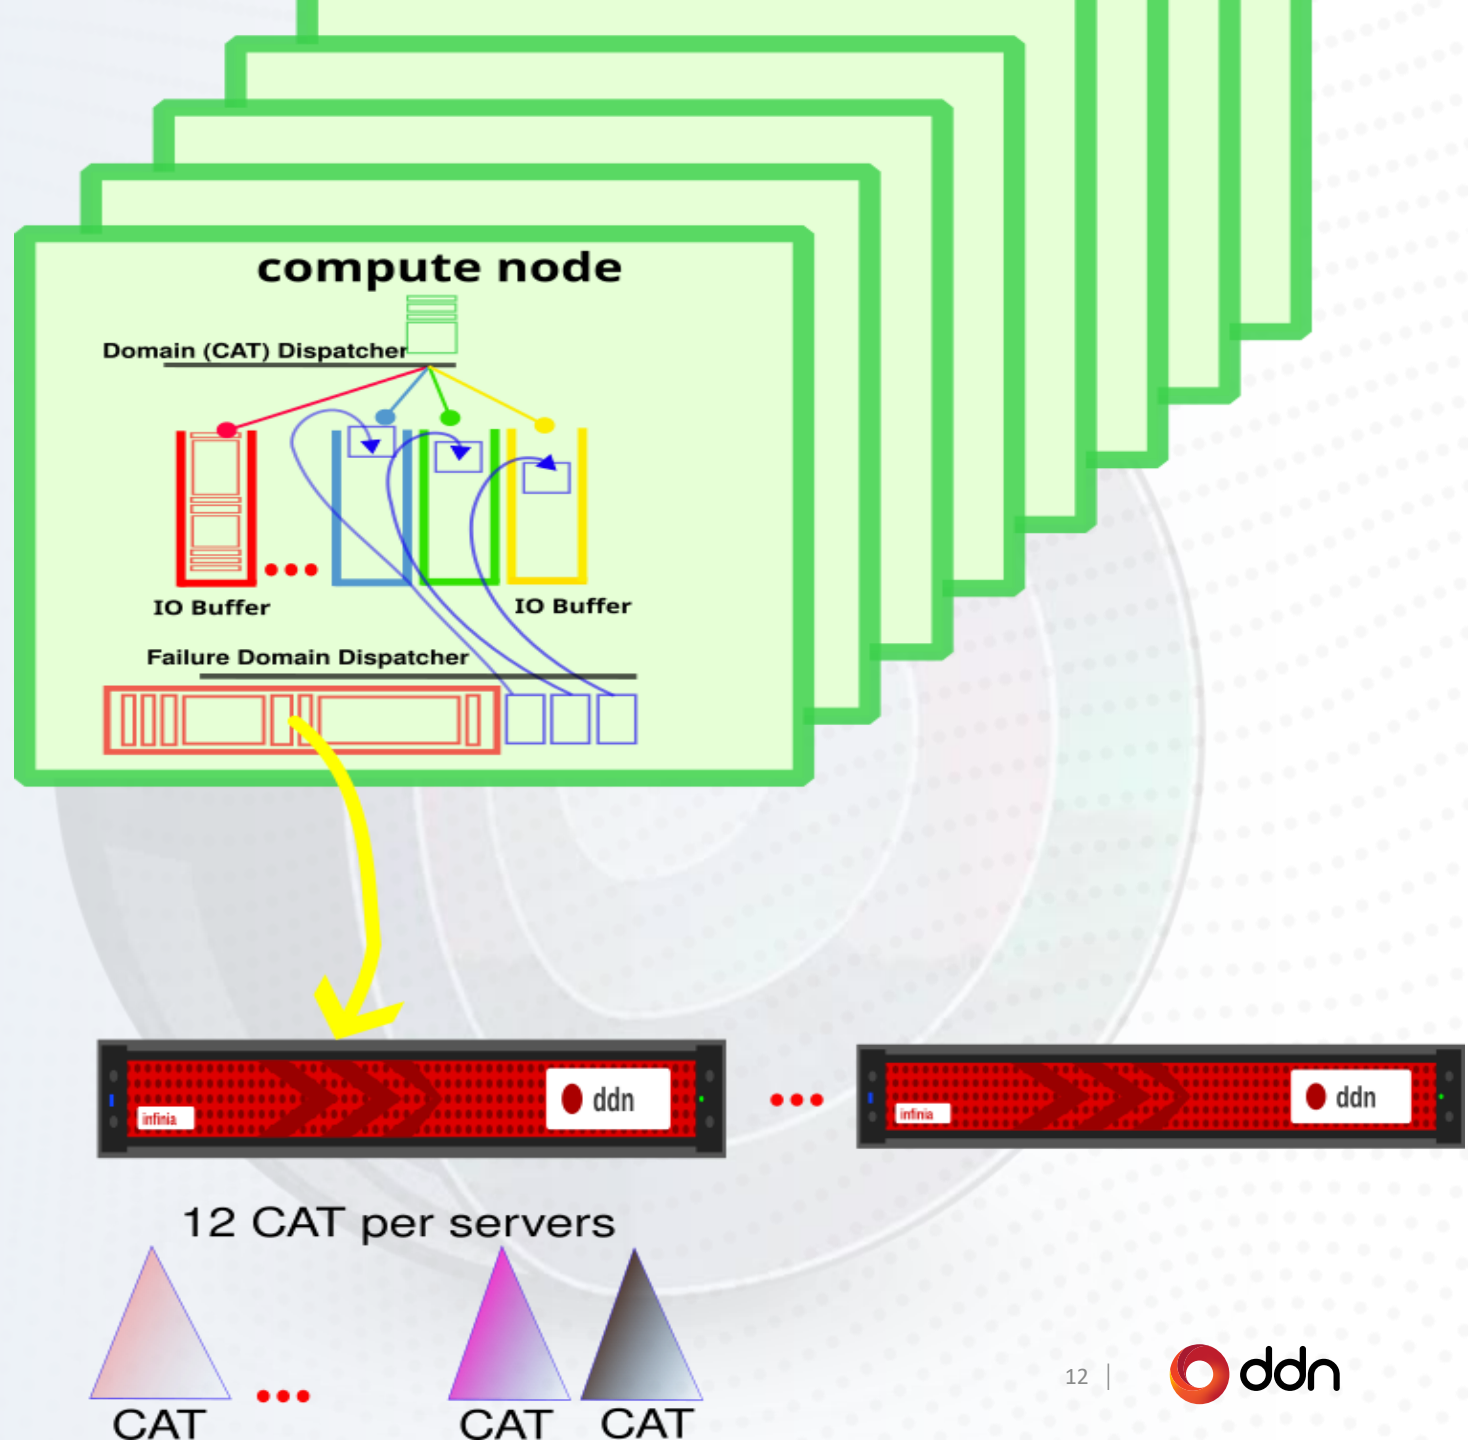 compute node
Domain (CAT) Dispatcher
IO Buffer
IO Buffer
Failure Domain Dispatcher
infinia
ddn
infinia
ddn
12 CAT per servers
CAT
CAT
CAT
12
ddn